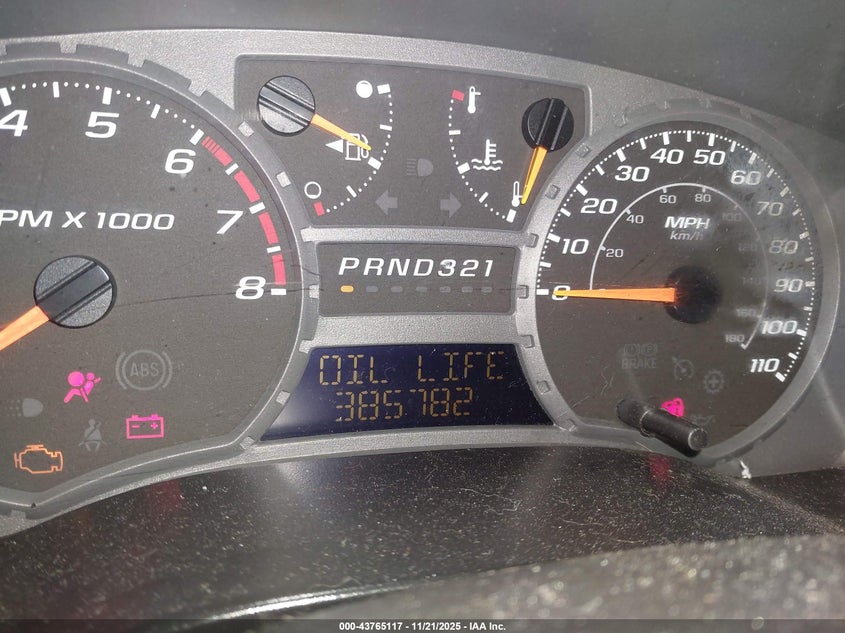 4 5 6 7 8
PM X 1000
ABS
PRND321
OIL LIFE
385782
0 10 20 30 40 50 60 70 80 90 100 110
20 40 60 80 100 120 140 160 180
MPH
km/h
BRAKE
000-43765117 - 11/21/2025 - IAA Inc.